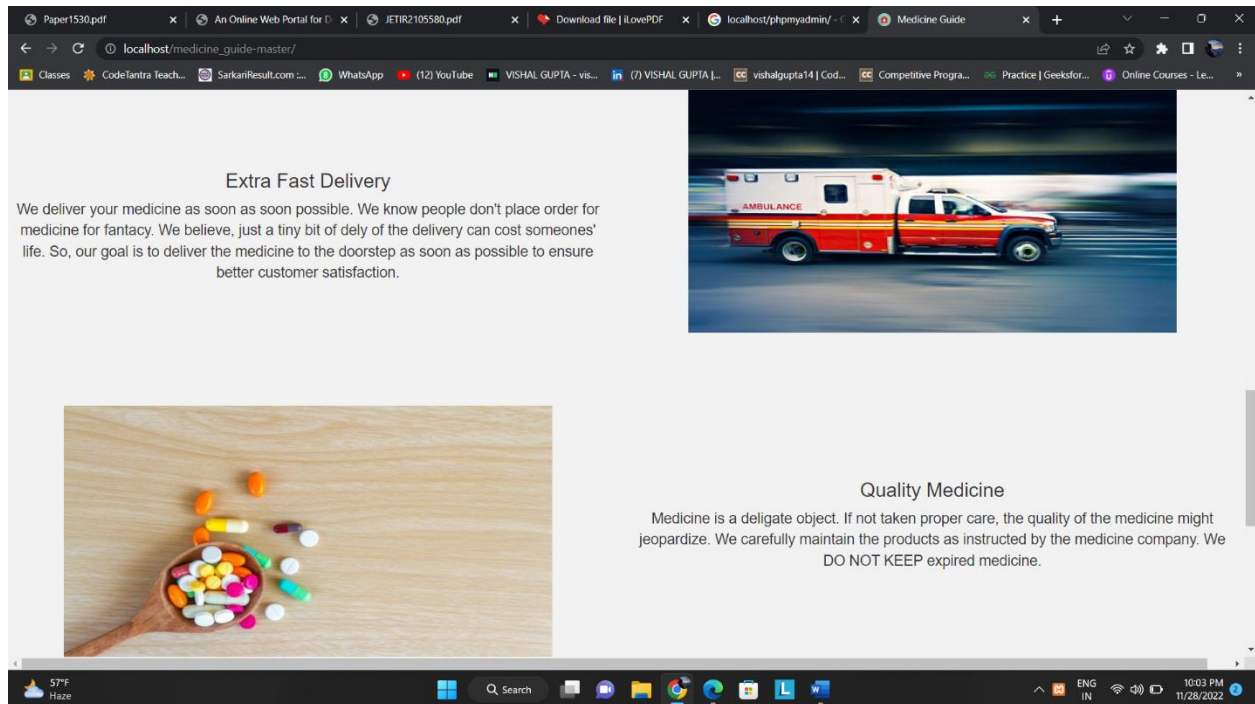 Paper1530.pdf
An Online Web Portal for D
JETIR2105580.pdf
Download file | iLovePDF
localhost/phpmyadmin/ -
Medicine Guide
localhost/medicine_guide-master/
Classes
CodeTantra Teach...
SarkariResult.com :...
WhatsApp
(12) YouTube
VISHAL GUPTA - vis...
(7) VISHAL GUPTA |...
vishalgupta14 | Cod...
Competitive Progra...
Practice | Geeksfor...
Online Courses - Le...
»
Extra Fast Delivery
We deliver your medicine as soon as soon possible. We know people don't place order for
medicine for fantacy. We believe, just a tiny bit of dely of the delivery can cost someones'
life. So, our goal is to deliver the medicine to the doorstep as soon as possible to ensure
better customer satisfaction.
AMBULANCE
Quality Medicine
Medicine is a deligate object. If not taken proper care, the quality of the medicine might
jeopardize. We carefully maintain the products as instructed by the medicine company. We
DO NOT KEEP expired medicine.
57°F
Haze
Search
ENG
IN
10:03 PM
11/28/2022
2